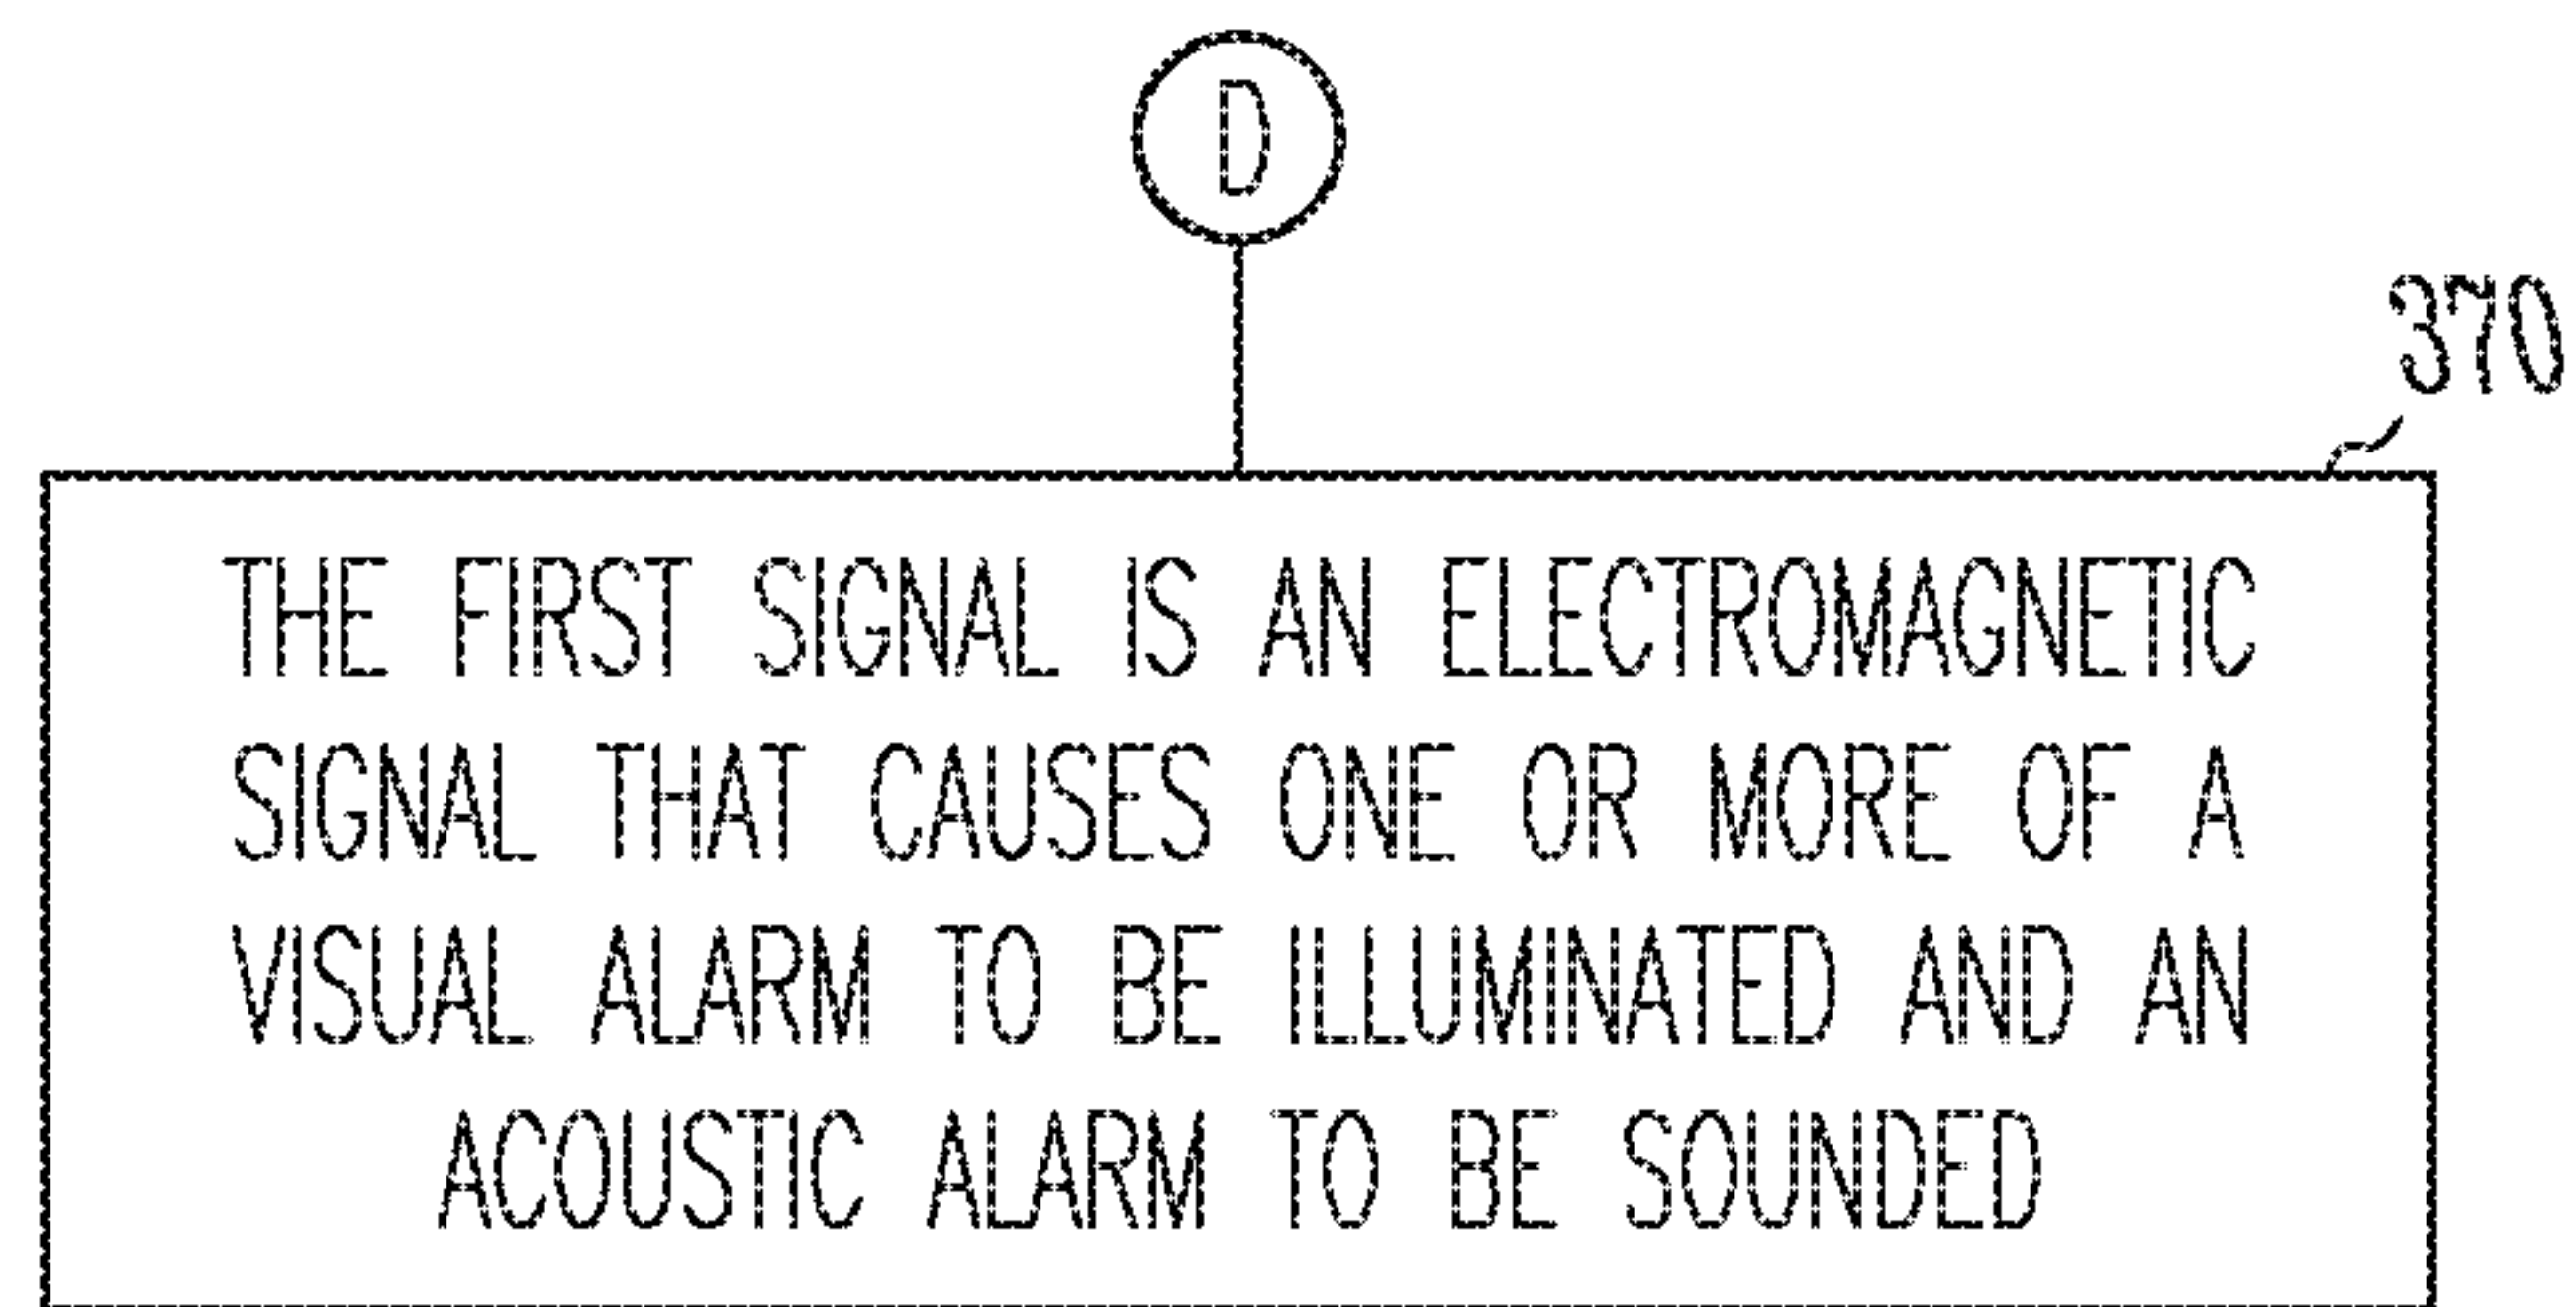 D
370
THE FIRST SIGNAL IS AN ELECTROMAGNETIC
SIGNAL THAT CAUSES ONE OR MORE OF A
VISUAL ALARM TO BE ILLUMINATED AND AN
ACOUSTIC ALARM TO BE SOUNDED